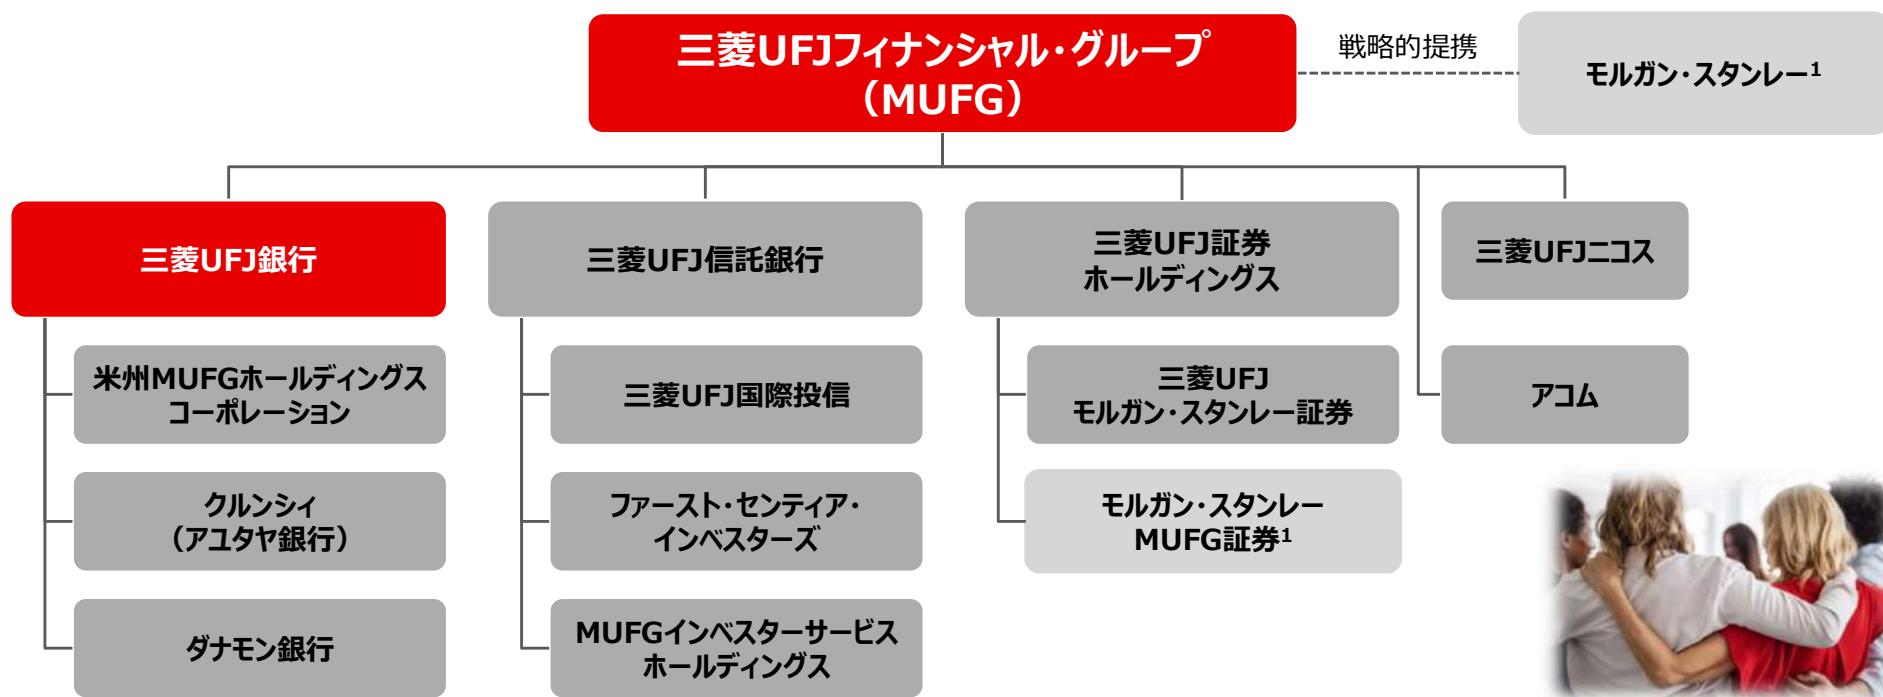 三菱UFJフィナンシャル・グループ
（MUFG）
戦略的提携
モルガン・スタンレー1
三菱UFJ銀行
三菱UFJ信託銀行
三菱UFJ証券
ホールディングス
三菱UFJニコス
米州MUFGホールディングス
コーポレーション
三菱UFJ国際投信
三菱UFJ
モルガン・スタンレー証券
アコム
クルンシィ
（アユタヤ銀行）
ファースト・センティア・
インベスターズ
モルガン・スタンレー
MUFG証券1
ダナモン銀行
MUFGインベスターサービス
ホールディングス